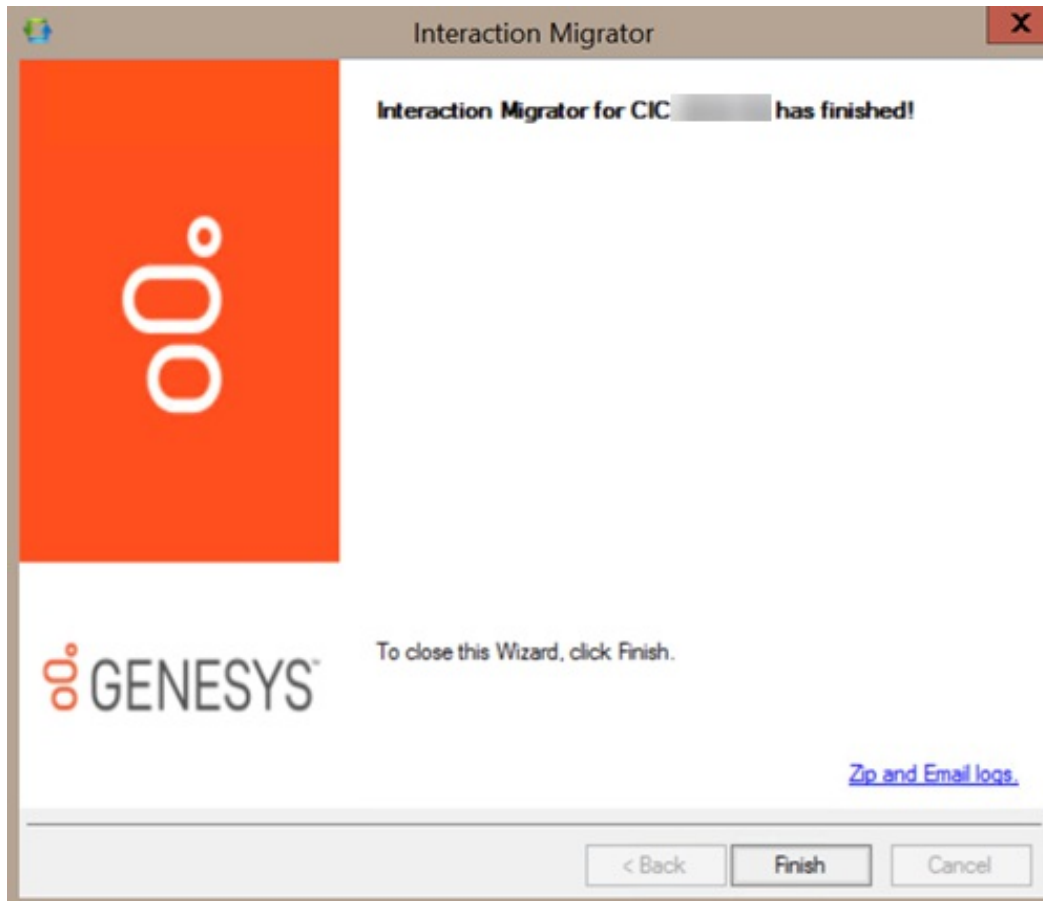 Interaction Migrator
X
Interaction Migrator for CIC has finished!
GENESYS™
To close this Wizard, click Finish.
Zip and Email logs.
< Back
Finish
Cancel